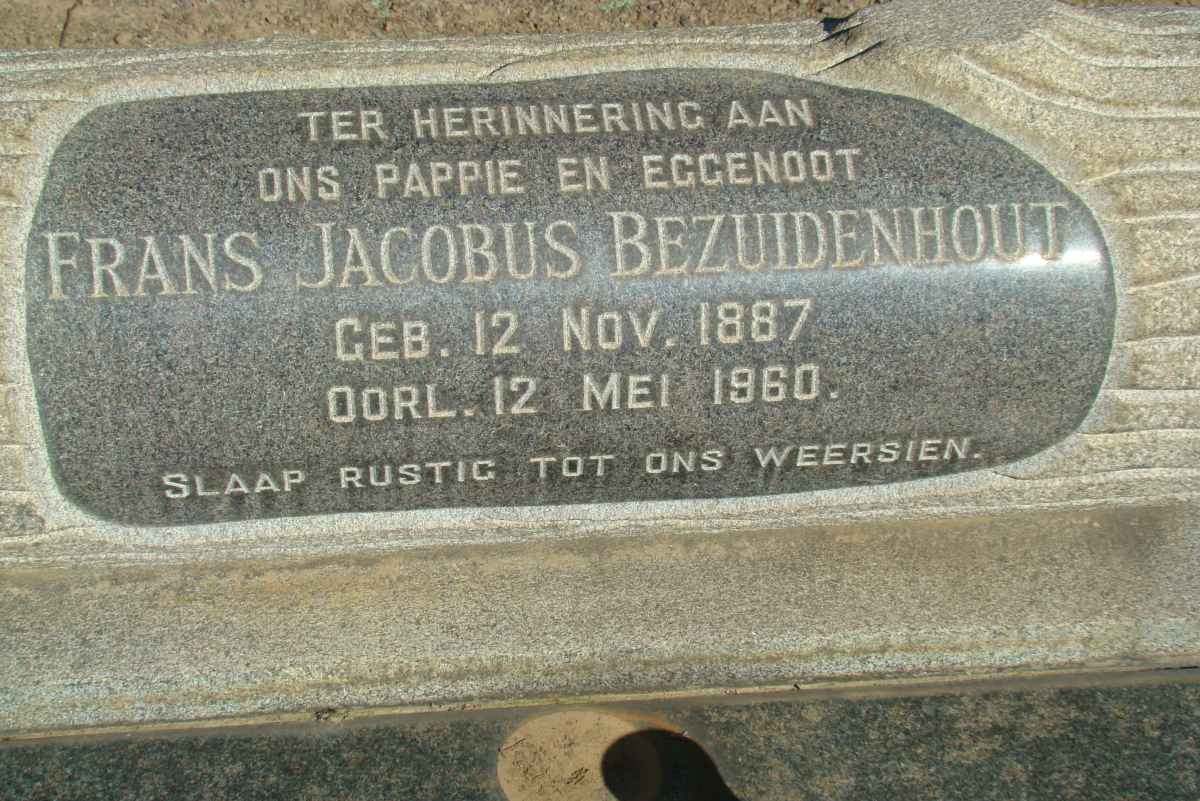 TER HERINNERING AAN
ONS PAPPIE EN EGGENOOT
FRANS JACOBUS BEZUIDENHOUT
GEB. 12 NOV. 1887
OORL. 12 MEI 1960.
SLAAP RUSTIG TOT ONS WEERSIEN.